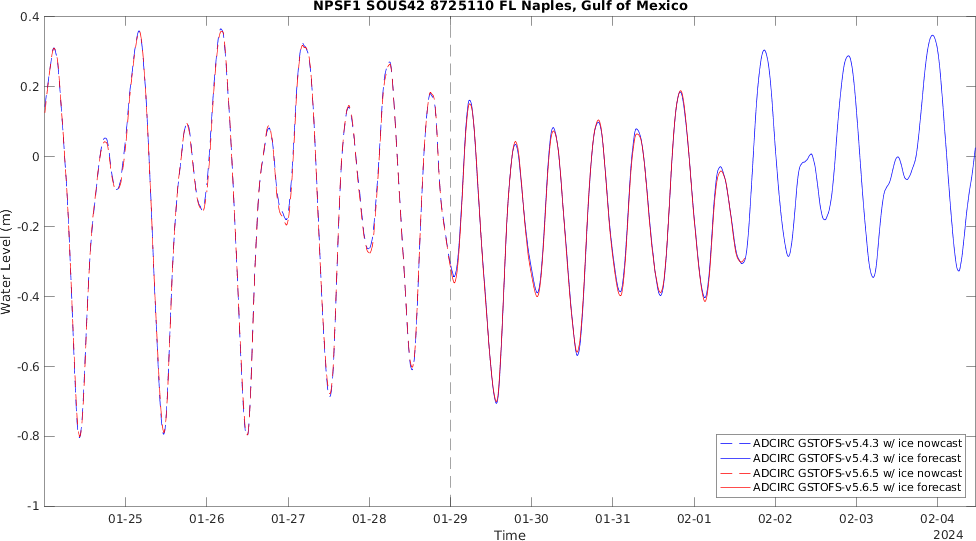 NPSF1 SOUS42 8725110 FL Naples, Gulf of Mexico
0.4
0.2
0
-0.2
-0.4
-0.6
-0.8
-1
Water Level (m)
ADCIRC GSTOFS-v5.4.3 w/ ice nowcast
ADCIRC GSTOFS-v5.4.3 w/ ice forecast
ADCIRC GSTOFS-v5.6.5 w/ ice nowcast
ADCIRC GSTOFS-v5.6.5 w/ ice forecast
01-25 01-26 01-27 01-28 01-29 01-30 01-31 02-01 02-02 02-03 02-04
Time
2024